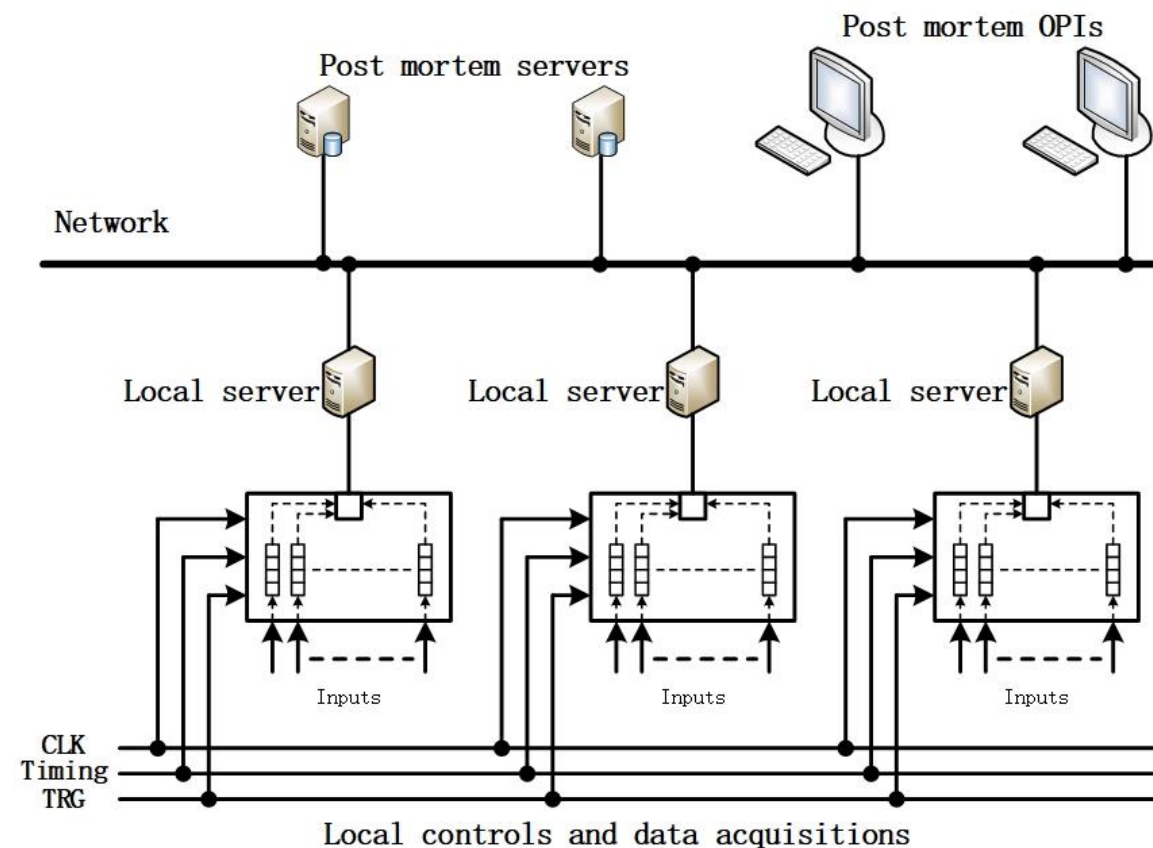 Post mortem OPIs
Post mortem servers
Network
Local server
Local server
Local server
Inputs
Inputs
Inputs
CLK
Timing
TRG
Local controls and data acquisitions